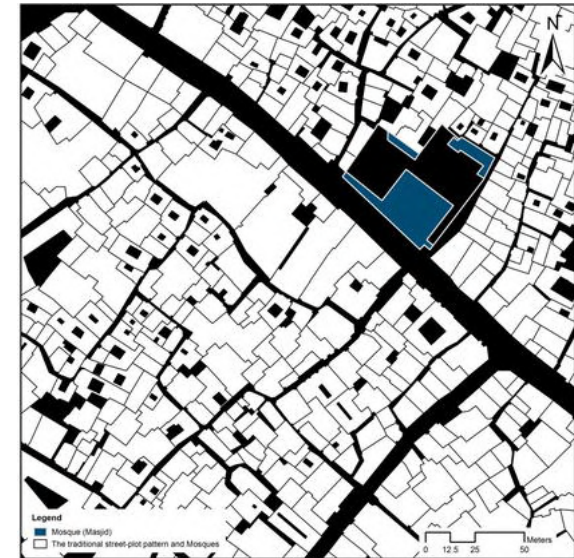 N
Legend
Mosque (Masjid)
The traditional street-plot pattern and Mosques
Meters
0 12.5 25 50